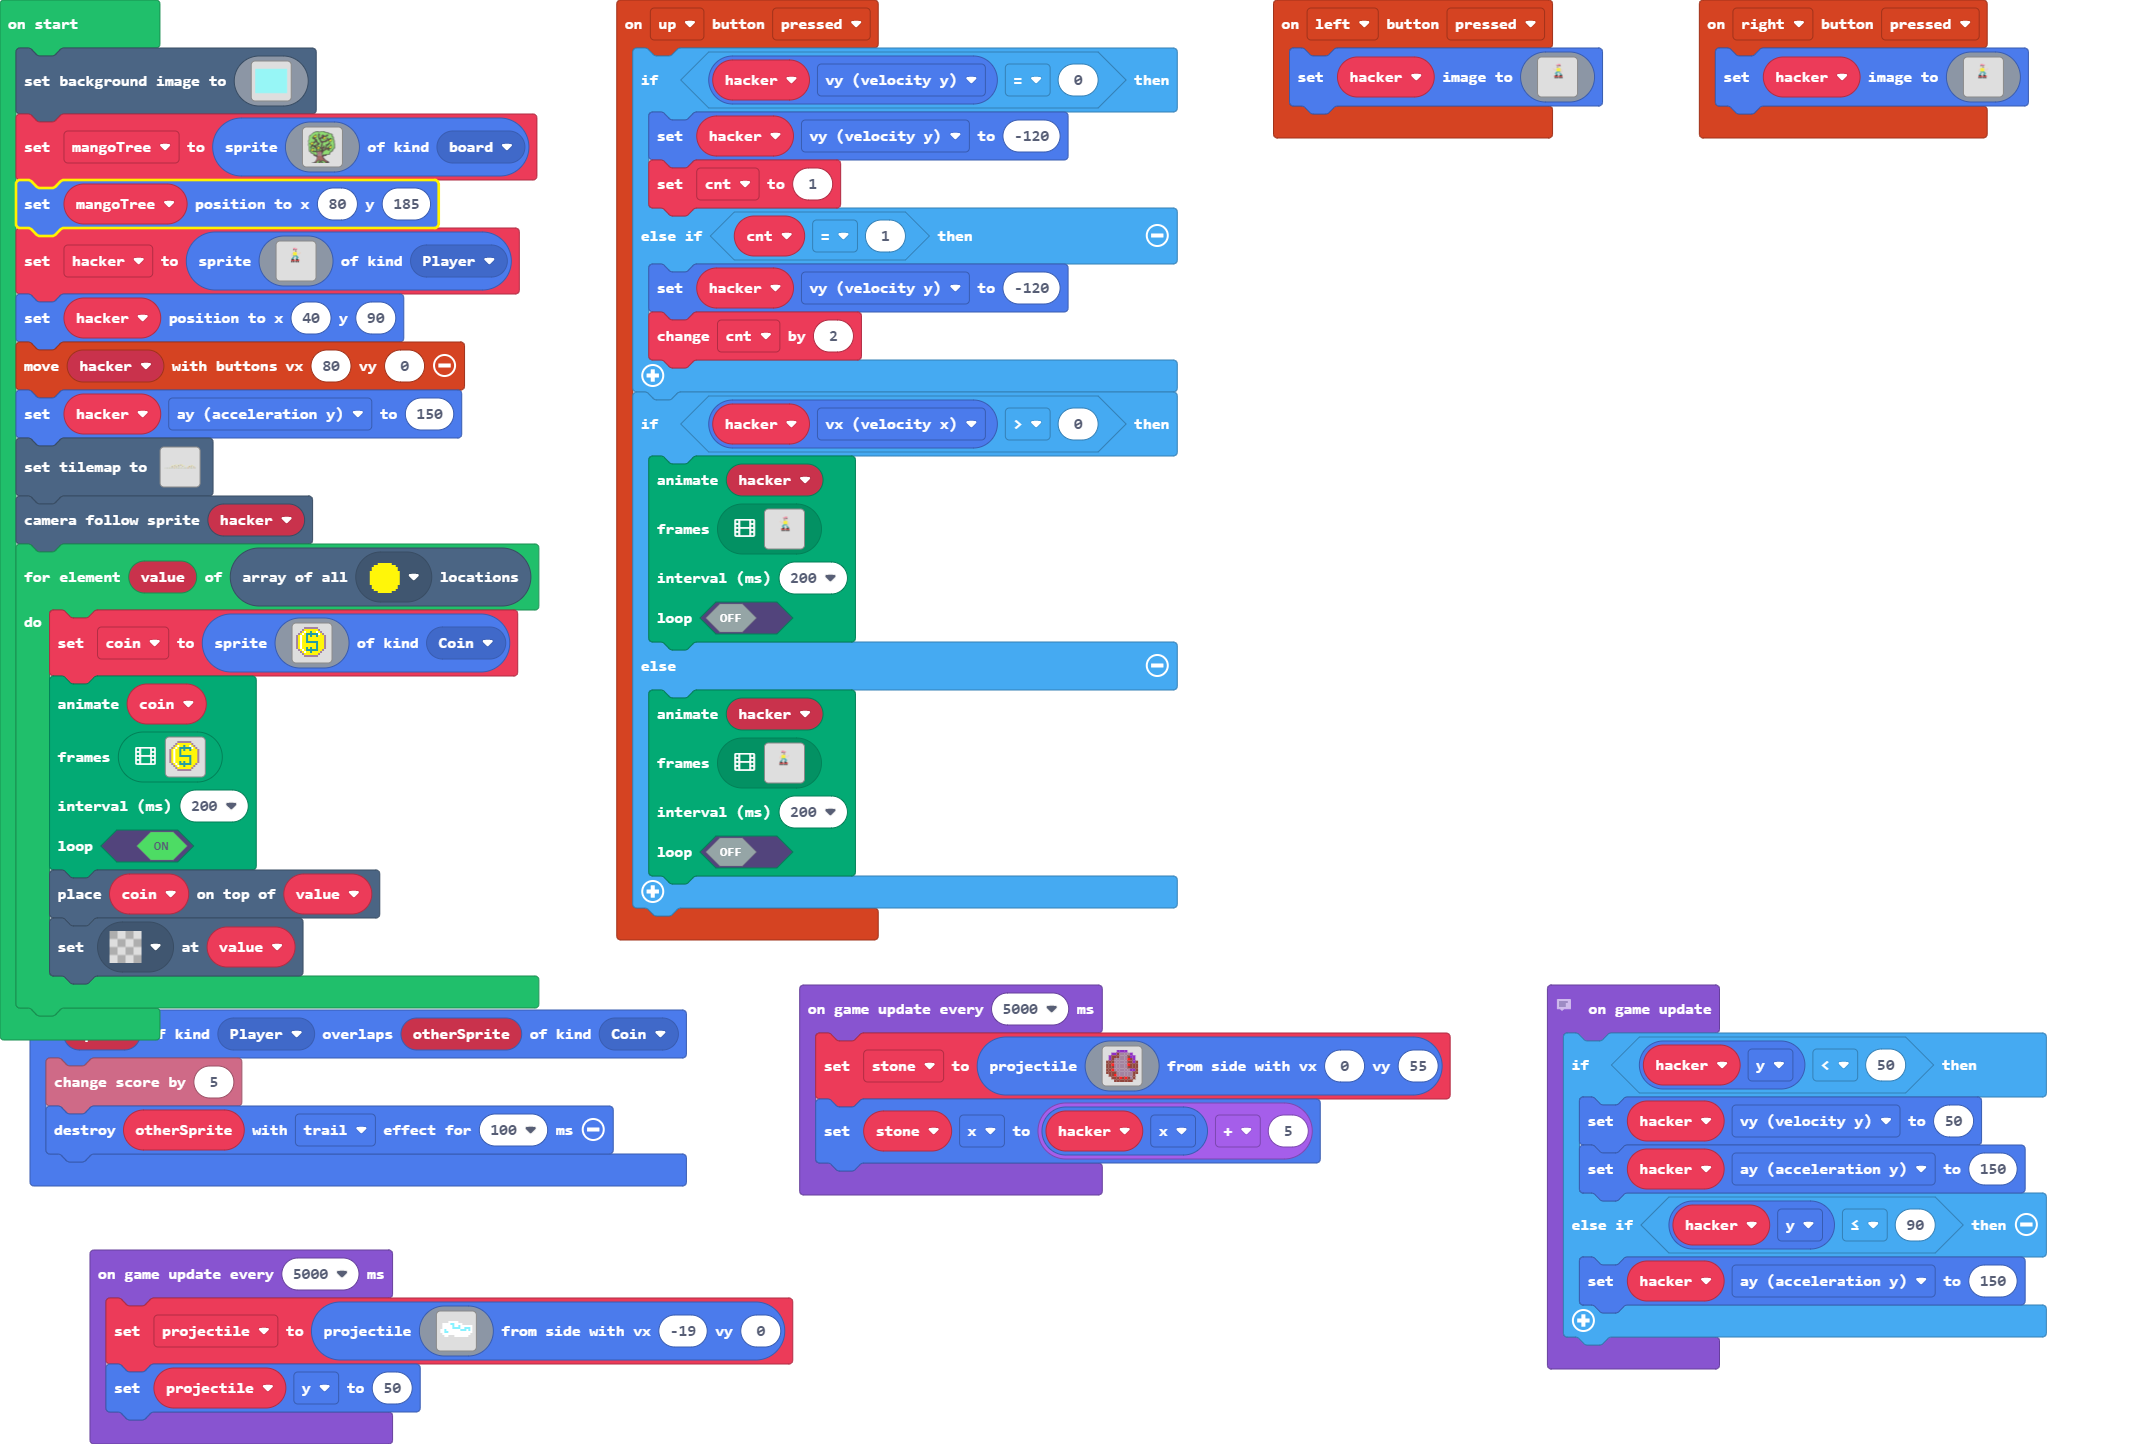 on start
set background image to
set mangoTree to sprite of kind board
set mangoTree position to x 80 y 185
set hacker to sprite of kind Player
set hacker position to x 40 y 90
move hacker with buttons vx 80 vy 0
set hacker ay (acceleration y) to 150
set tilemap to
camera follow sprite hacker
for element value of array of all locations
do
set coin to sprite $ of kind Coin
animate coin
frames $
interval (ms) 200
loop ON
place coin on top of value
set at value
f kind Player overlaps otherSprite of kind Coin
change score by 5
destroy otherSprite with trail effect for 100 ms
on game update every 5000 ms
set projectile to projectile from side with vx -19 vy 0
set projectile y to 50
on up button pressed
if hacker vy (velocity y) = 0 then
set hacker vy (velocity y) to -120
set cnt to 1
else if cnt = 1 then
set hacker vy (velocity y) to -120
change cnt by 2
if hacker vx (velocity x) > 0 then
animate hacker
frames
interval (ms) 200
loop OFF
else
animate hacker
frames
interval (ms) 200
loop OFF
on game update every 5000 ms
set stone to projectile from side with vx 0 vy 55
set stone x to hacker x + 5
on left button pressed
set hacker image to
on right button pressed
set hacker image to
on game update
if hacker y < 50 then
set hacker vy (velocity y) to 50
set hacker ay (acceleration y) to 150
else if hacker y ≤ 90 then
set hacker ay (acceleration y) to 150